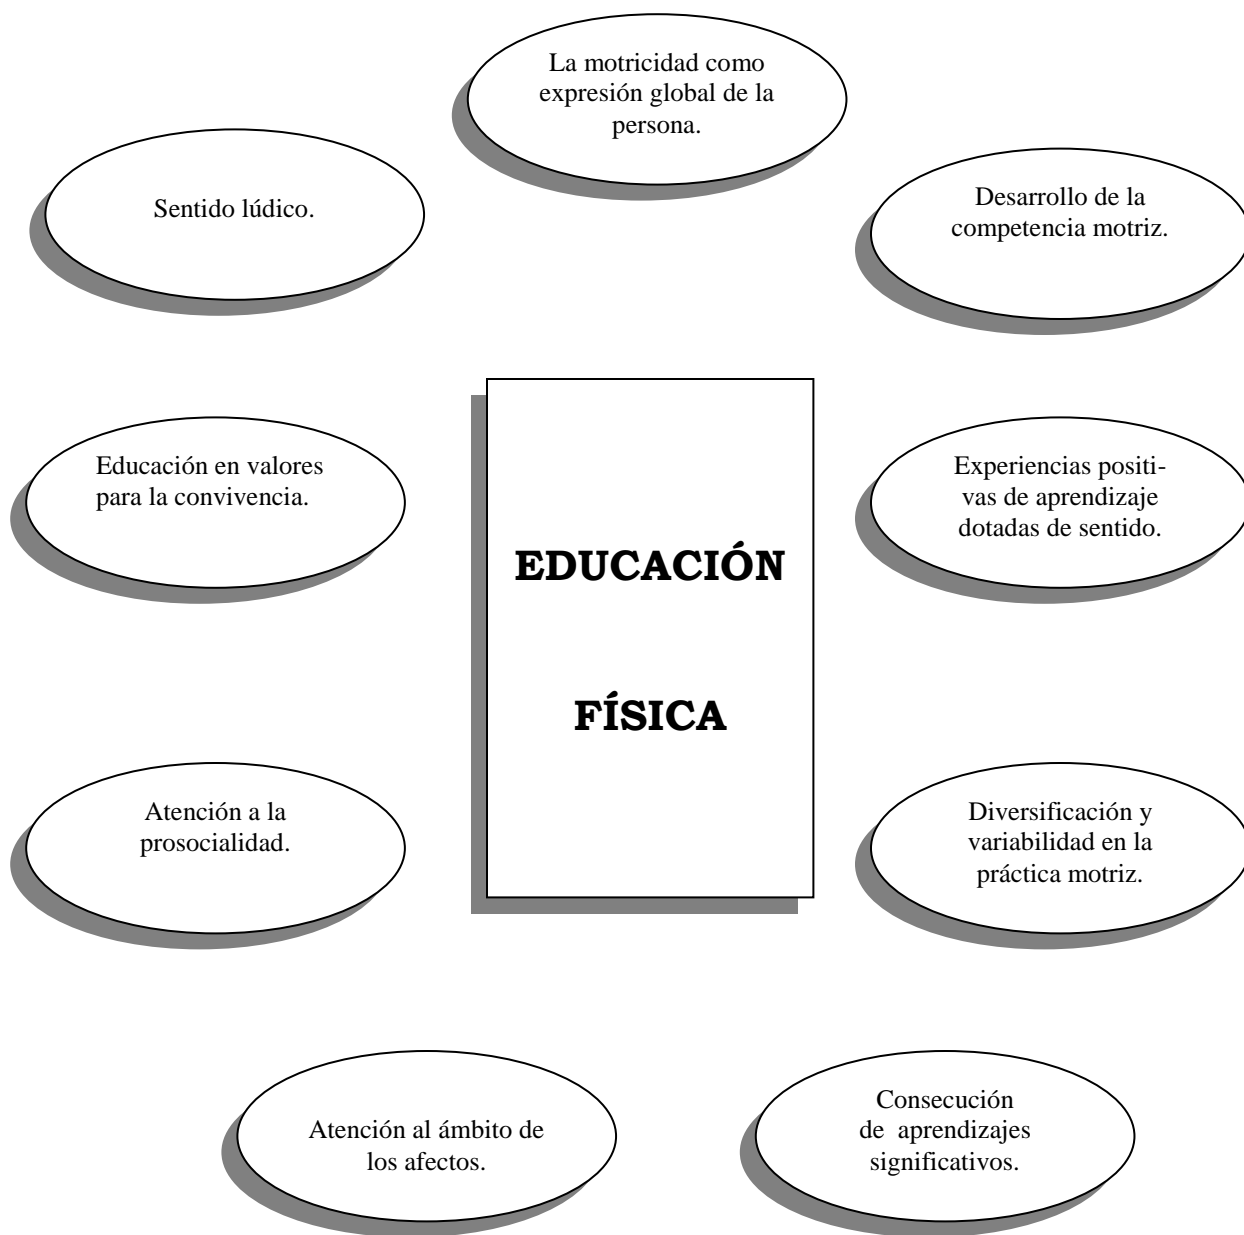 La motricidad como
expresión global de la
persona.
Sentido lúdico.
Desarrollo de la
competencia motriz.
Educación en valores
para la convivencia.
Experiencias positi-
vas de aprendizaje
dotadas de sentido.
EDUCACIÓN
FÍSICA
Atención a la
prosocialidad.
Diversificación y
variabilidad en la
práctica motriz.
Atención al ámbito de
los afectos.
Consecución
de  aprendizajes
significativos.